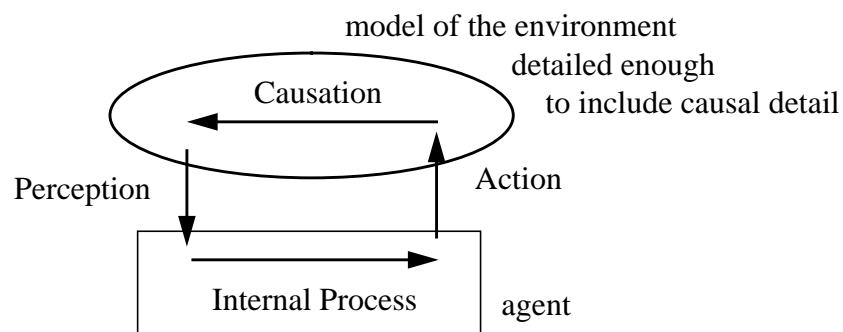 model of the environment
detailed enough
Causation
to include causal detail
Perception
Action
Internal Process
agent